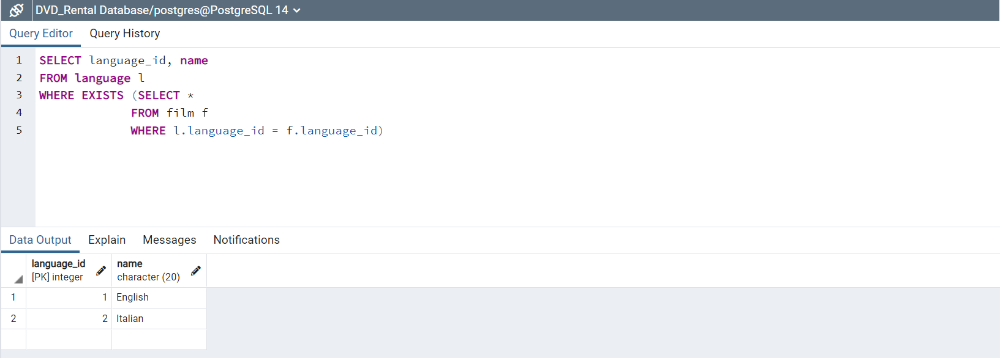 DVD_Rental Database/postgres@PostgreSQL 14
Query Editor Query History
1 SELECT language_id, name
2 FROM language l
3 WHERE EXISTS (SELECT *
4 FROM film f
5 WHERE l.language_id = f.language_id)
Data Output Explain Messages Notifications
language_id name
[PK] integer character (20)
1 1 English
2 2 Italian